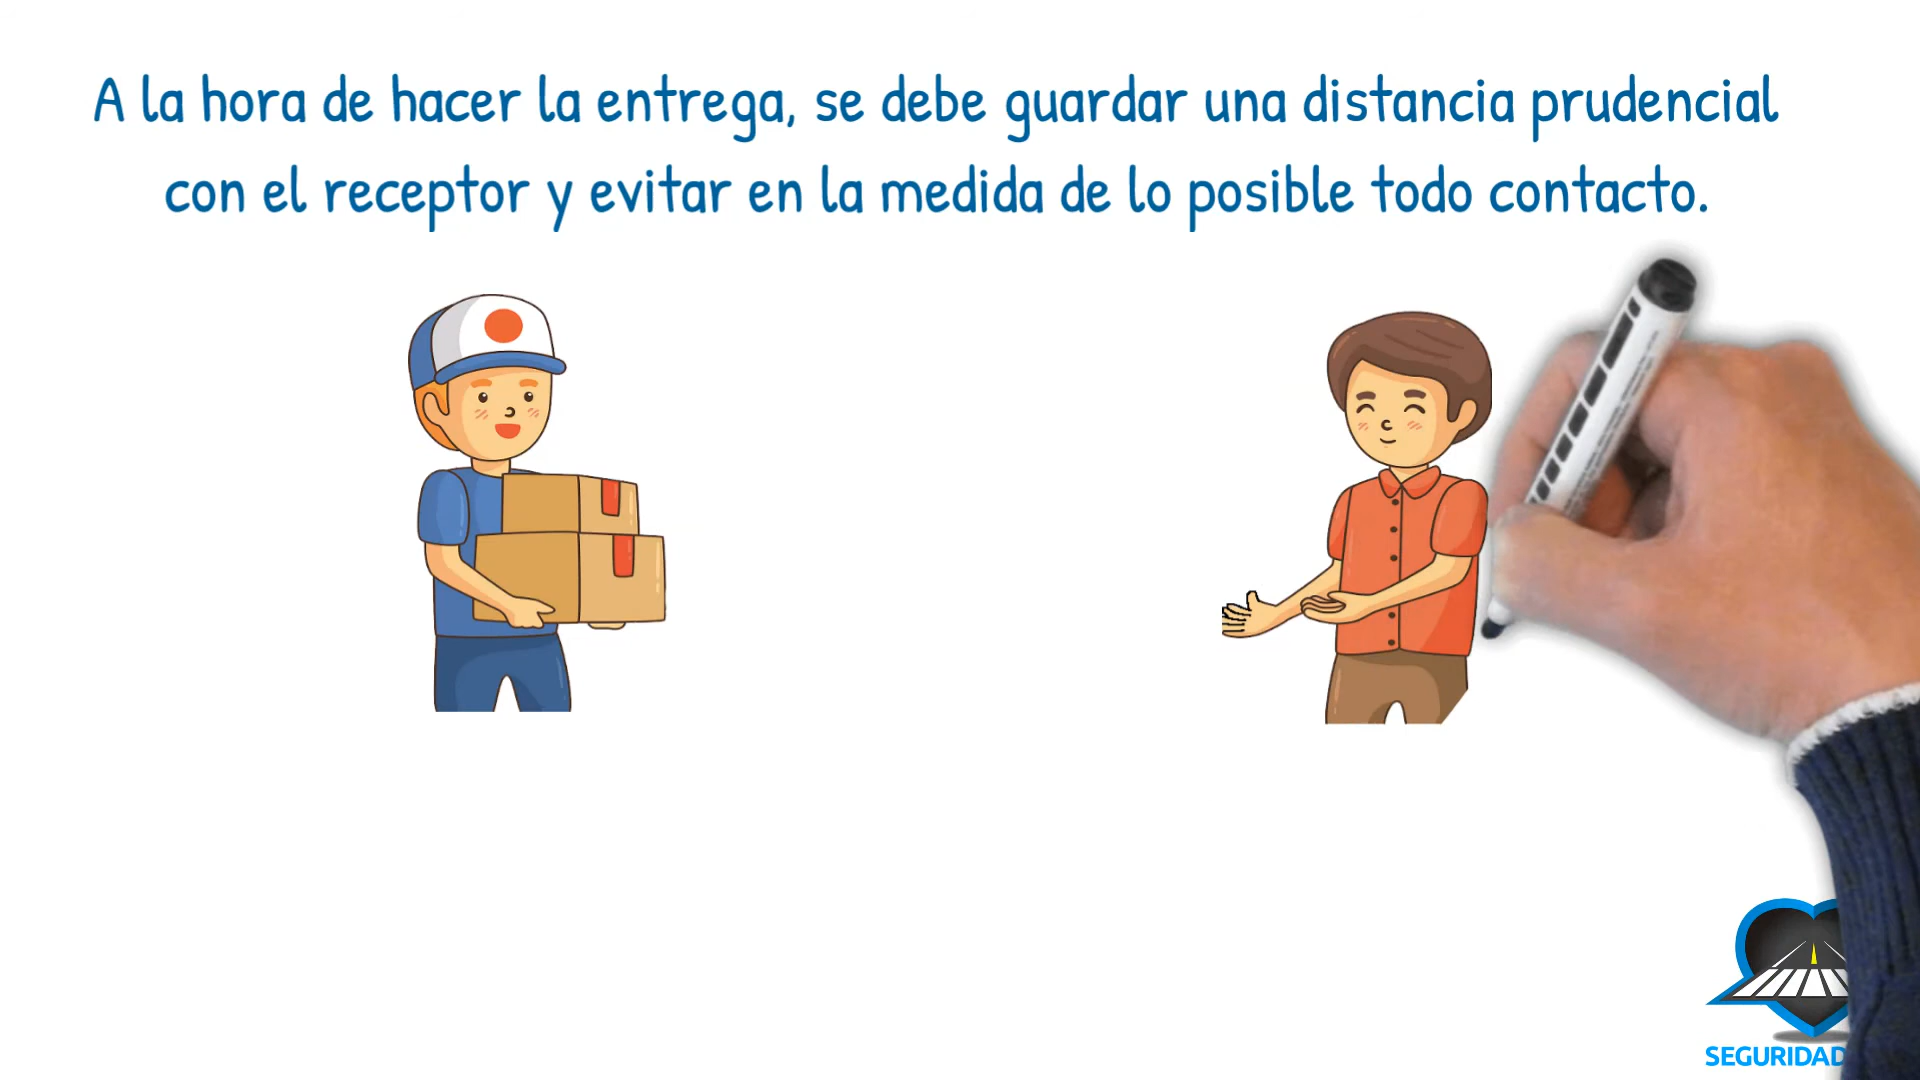 A la hora de hacer la entrega, se debe guardar una distancia prudencial
con el receptor y evitar en la medida de lo posible todo contacto.
SEGURIDAD